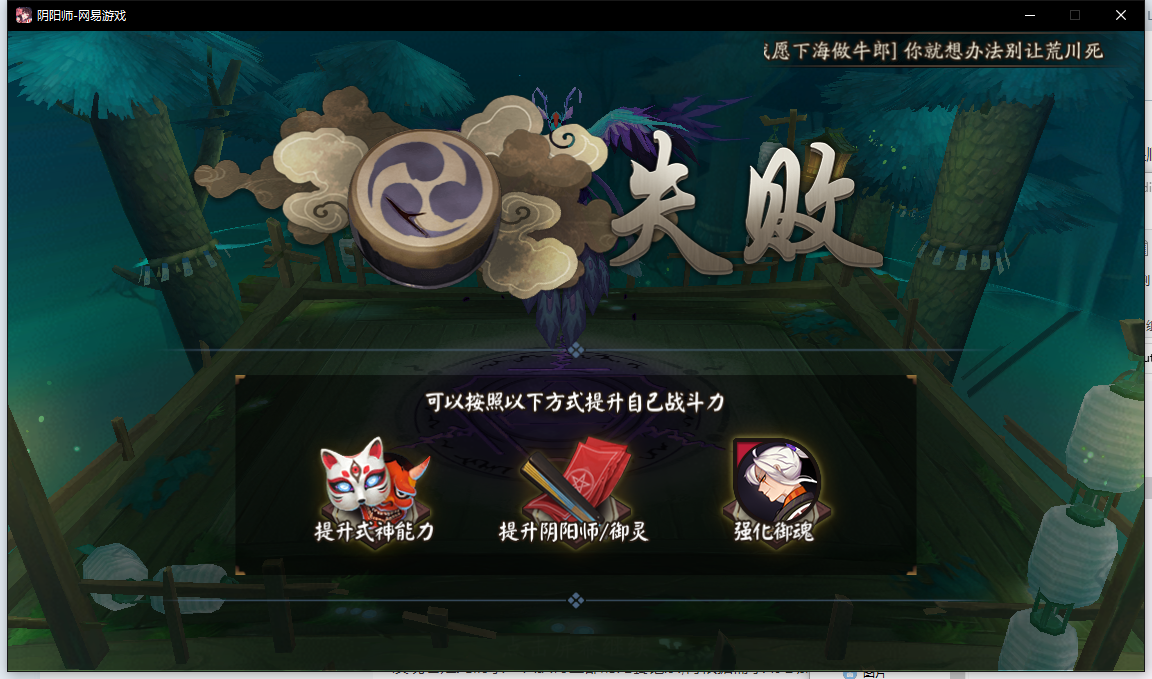 阴阳师-网易游戏
愿下海做牛郎] 你就想办法别让荒川死
失败
可以按照以下方式提升自己战斗力
提升式神能力
提升阴阳师/御灵
强化御魂
图片